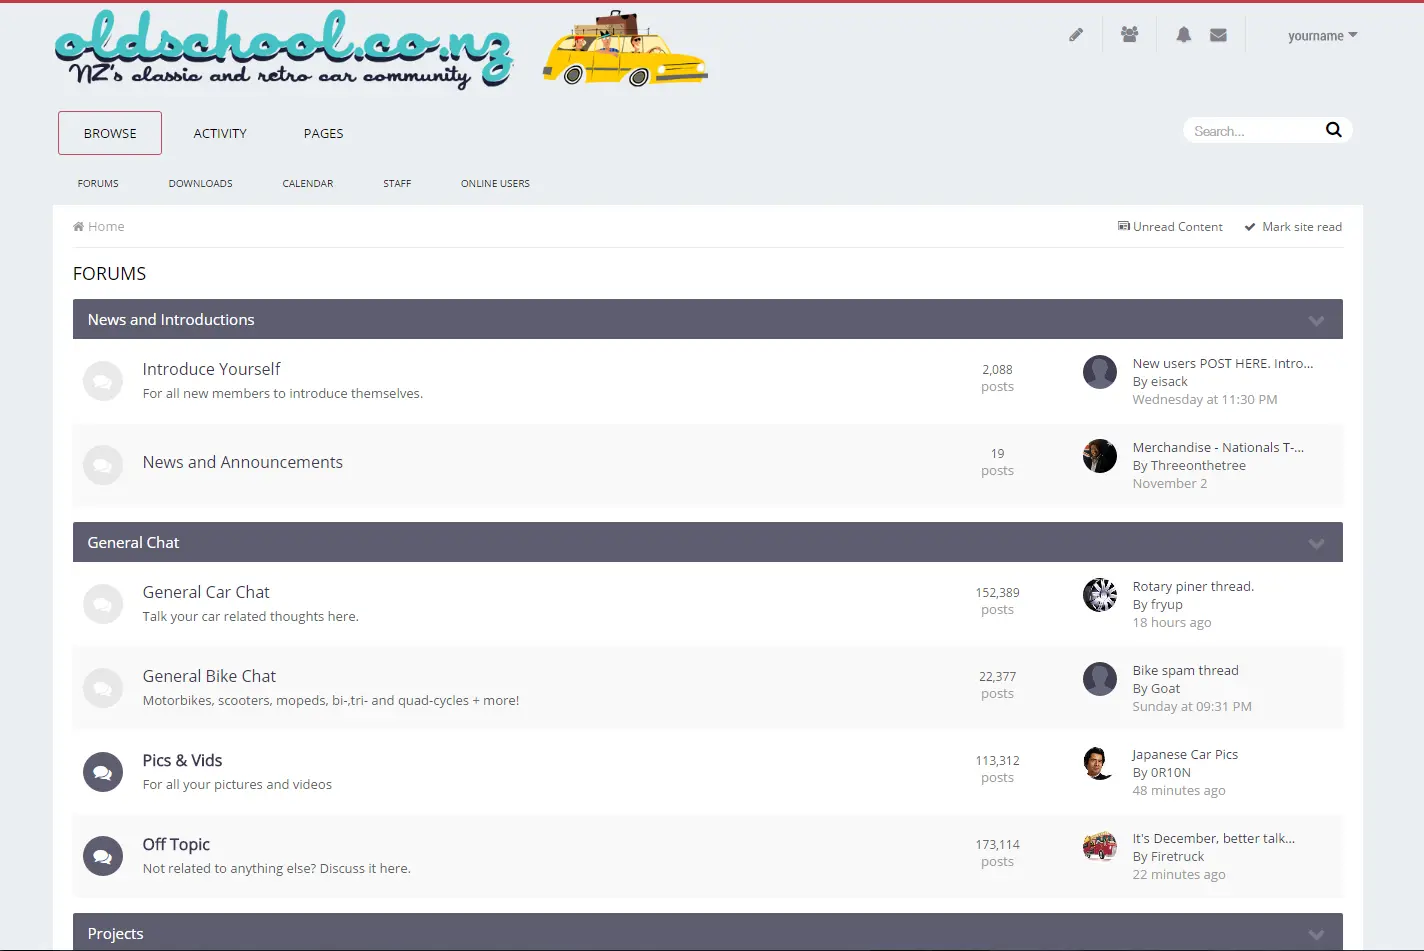 oldschool.co.nz
NZ's classic and retro car community
yourname
BROWSE
ACTIVITY
PAGES
Search...
FORUMS
DOWNLOADS
CALENDAR
STAFF
ONLINE USERS
Home
Unread Content
Mark site read
FORUMS
News and Introductions
Introduce Yourself
For all new members to introduce themselves.
2,088
posts
New users POST HERE. Intro...
By eisack
Wednesday at 11:30 PM
News and Announcements
19
posts
Merchandise - Nationals T-...
By Threeonthetree
November 2
General Chat
General Car Chat
Talk your car related thoughts here.
152,389
posts
Rotary piner thread.
By fryup
18 hours ago
General Bike Chat
Motorbikes, scooters, mopeds, bi-,tri- and quad-cycles + more!
22,377
posts
Bike spam thread
By Goat
Sunday at 09:31 PM
Pics & Vids
For all your pictures and videos
113,312
posts
Japanese Car Pics
By 0R10N
48 minutes ago
Off Topic
Not related to anything else? Discuss it here.
173,114
posts
It's December, better talk...
By Firetruck
22 minutes ago
Projects